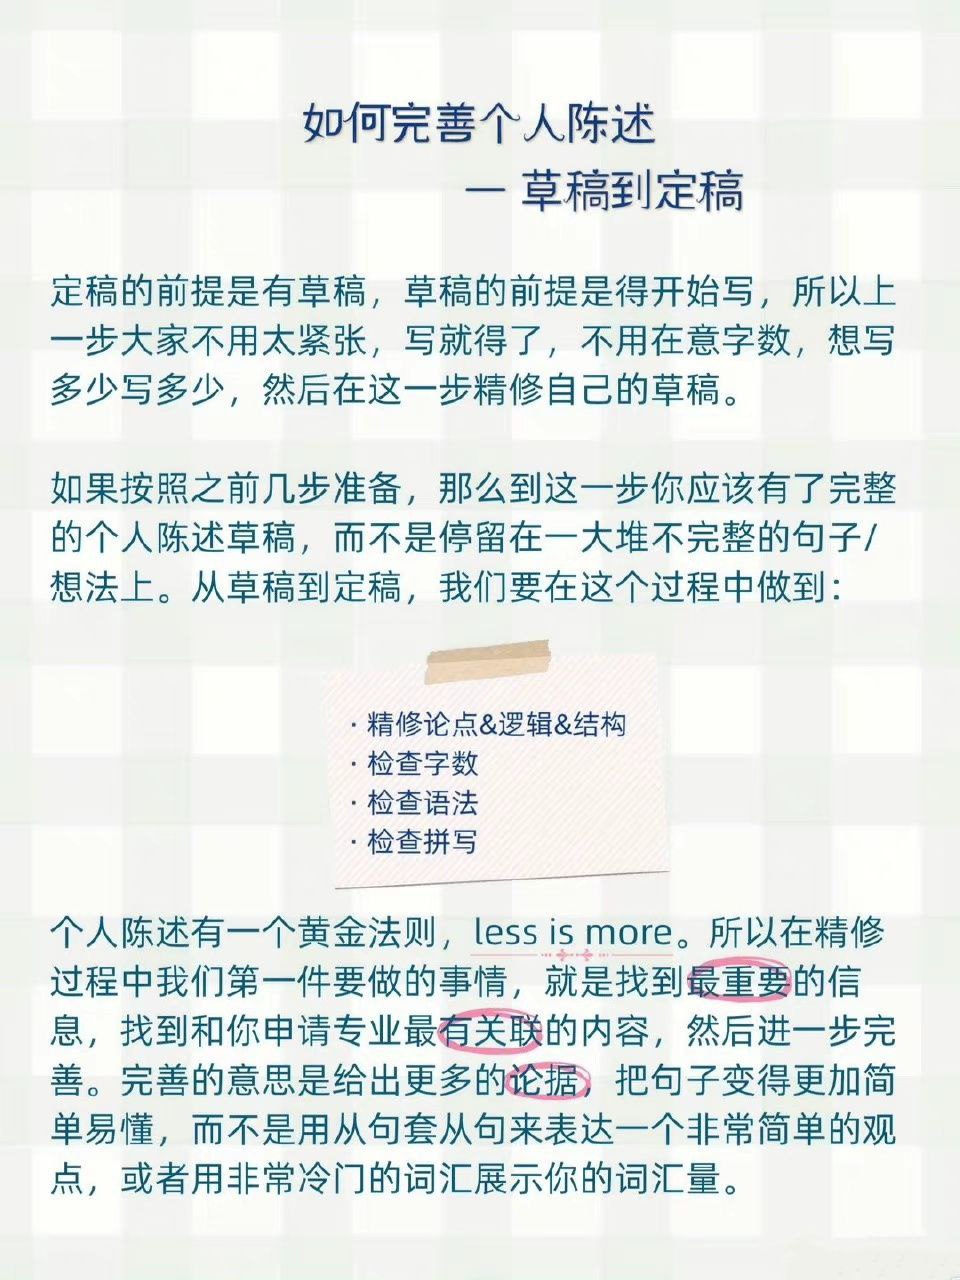 如何完善个人陈述
— 草稿到定稿
定稿的前提是有草稿，草稿的前提是得开始写，所以上
一步大家不用太紧张，写就得了，不用在意字数，想写
多少写多少，然后在这一步精修自己的草稿。
如果按照之前几步准备，那么到这一步你应该有了完整
的个人陈述草稿，而不是停留在一大堆不完整的句子/
想法上。从草稿到定稿，我们要在这个过程中做到：
· 精修论点&逻辑&结构
· 检查字数
· 检查语法
· 检查拼写
个人陈述有一个黄金法则，less is more。所以在精修
过程中我们第一件要做的事情，就是找到最重要的信
息，找到和你申请专业最有关联的内容，然后进一步完
善。完善的意思是给出更多的论据，把句子变得更加简
单易懂，而不是用从句套从句来表达一个非常简单的观
点，或者用非常冷门的词汇展示你的词汇量。